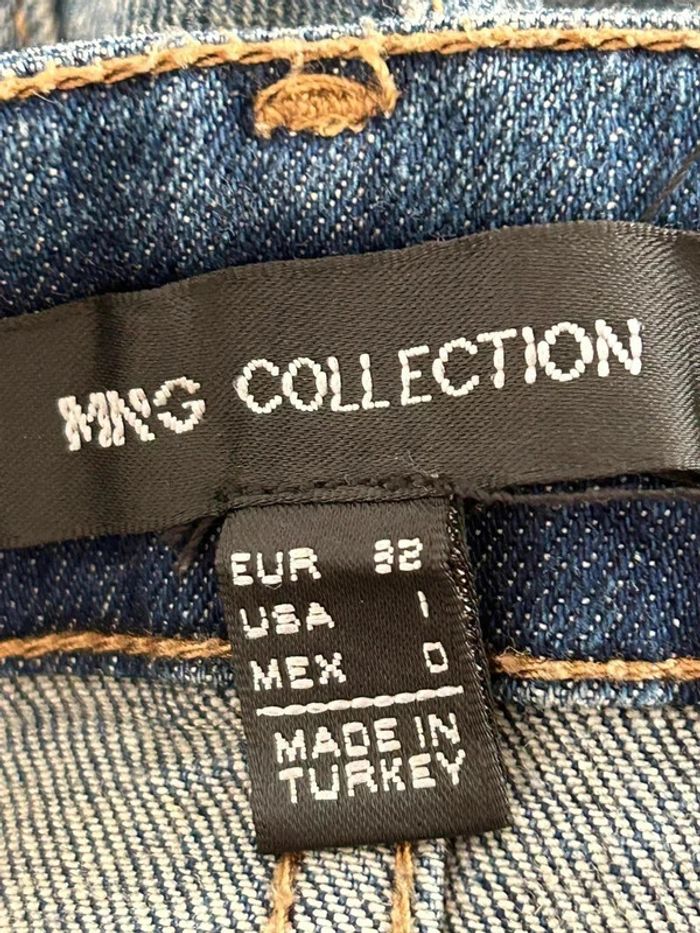 MNG COLLECTION
EUR 32
USA 1
MEX 0
MADE IN
TURKEY